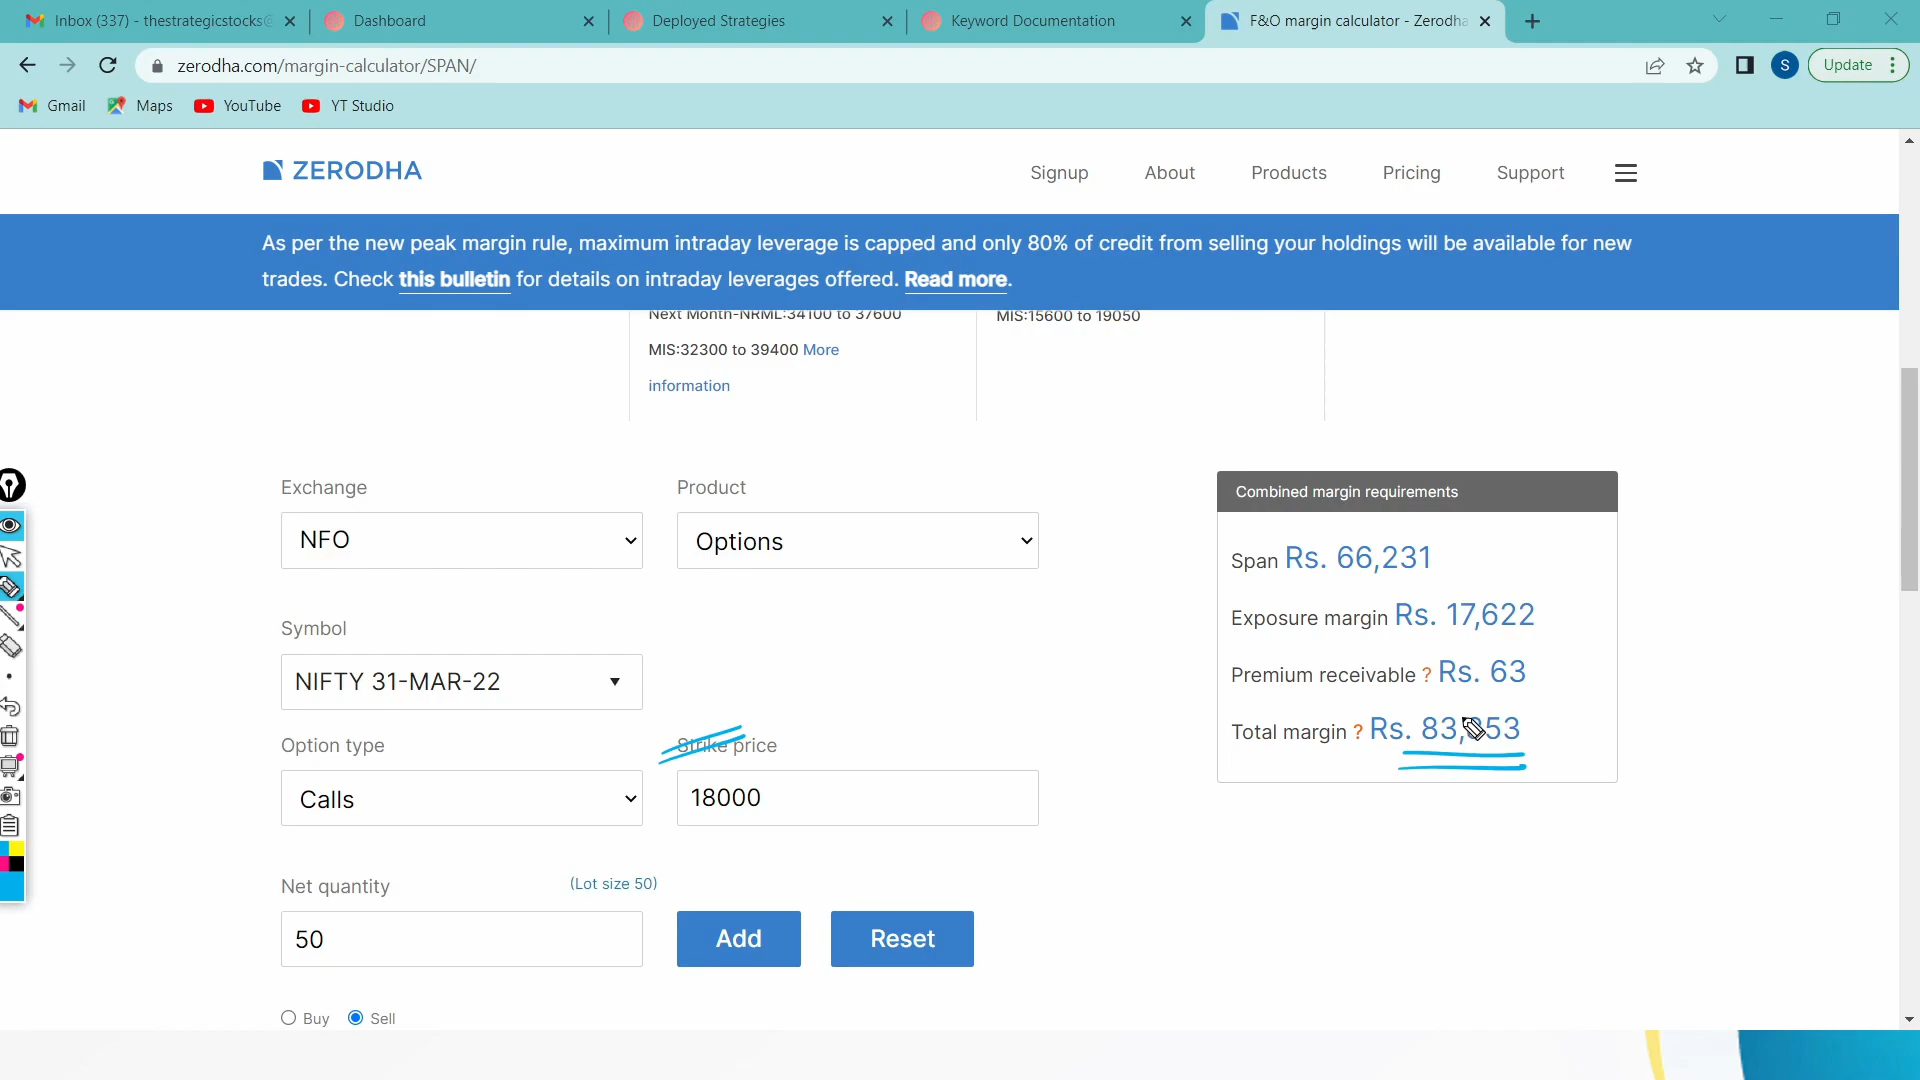 Inbox (337) - thestrategicstocks@
Dashboard
Deployed Strategies
Keyword Documentation
F&O margin calculator - Zerodha
zerodha.com/margin-calculator/SPAN/
S
Update
Gmail
Maps
YouTube
YT Studio
ZERODHA
Signup
About
Products
Pricing
Support
As per the new peak margin rule, maximum intraday leverage is capped and only 80% of credit from selling your holdings will be available for new
trades. Check this bulletin for details on intraday leverages offered. Read more.
Next Month-NRML:34100 to 37600
MIS:15600 to 19050
MIS:32300 to 39400 More
information
Exchange
Product
NFO
Options
Symbol
NIFTY 31-MAR-22
Option type
Strike price
Calls
18000
Net quantity
(Lot size 50)
50
Add
Reset
Buy
Sell
Combined margin requirements
Span Rs. 66,231
Exposure margin Rs. 17,622
Premium receivable ? Rs. 63
Total margin ? Rs. 83,853